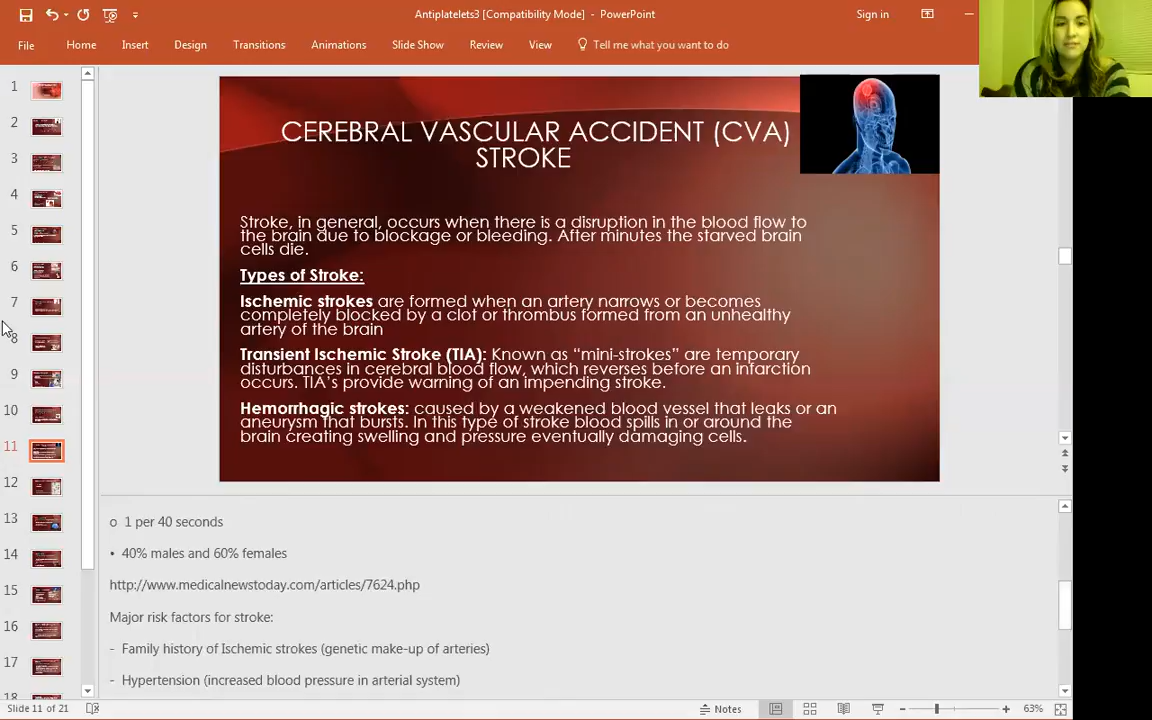 Antiplatelets3 [Compatibility Mode] - PowerPoint
Sign in
File Home Insert Design Transitions Animations Slide Show Review View Tell me what you want to do
1
2
3
4
5
6
7
8
9
10
11
12
13
14
15
16
17
18
CEREBRAL VASCULAR ACCIDENT (CVA)
STROKE
Stroke, in general, occurs when there is a disruption in the blood flow to
the brain due to blockage or bleeding. After minutes the starved brain
cells die.
Types of Stroke:
Ischemic strokes are formed when an artery narrows or becomes
completely blocked by a clot or thrombus formed from an unhealthy
artery of the brain
Transient Ischemic Stroke (TIA): Known as “mini-strokes” are temporary
disturbances in cerebral blood flow, which reverses before an infarction
occurs. TIA’s provide warning of an impending stroke.
Hemorrhagic strokes: caused by a weakened blood vessel that leaks or an
aneurysm that bursts. In this type of stroke blood spills in or around the
brain creating swelling and pressure eventually damaging cells.
o 1 per 40 seconds
• 40% males and 60% females
http://www.medicalnewstoday.com/articles/7624.php
Major risk factors for stroke:
- Family history of Ischemic strokes (genetic make-up of arteries)
- Hypertension (increased blood pressure in arterial system)
Slide 11 of 21
Notes
63%